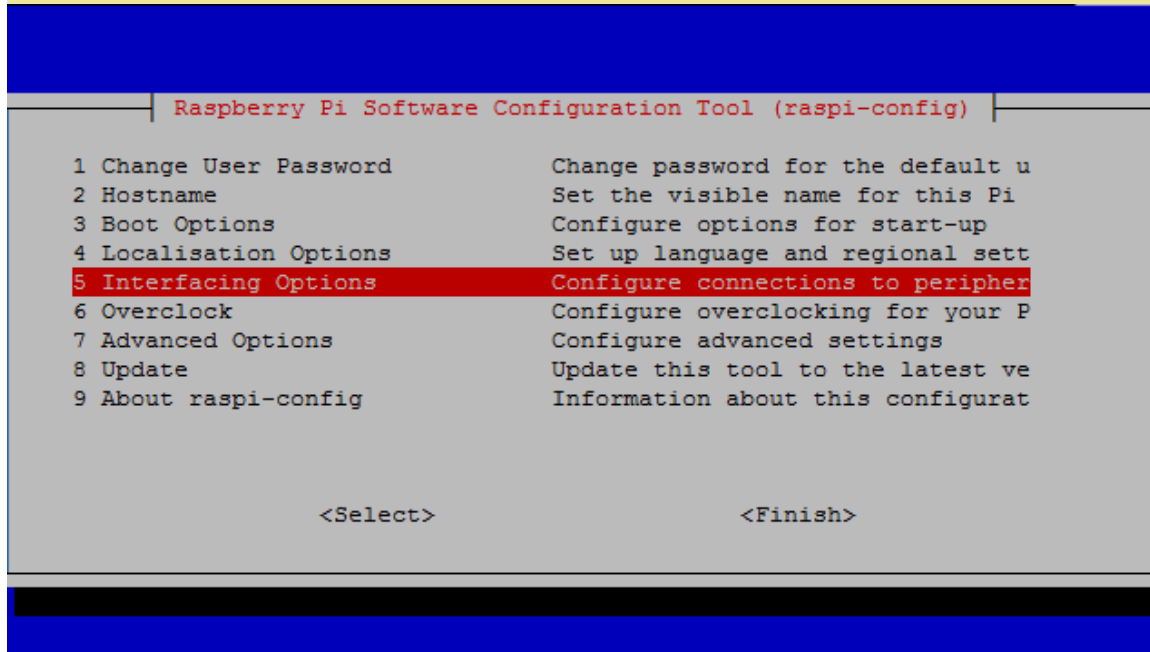 Raspberry Pi Software Configuration Tool (raspi-config)
1 Change User Password Change password for the default u
2 Hostname Set the visible name for this Pi
3 Boot Options Configure options for start-up
4 Localisation Options Set up language and regional sett
5 Interfacing Options Configure connections to peripher
6 Overclock Configure overclocking for your P
7 Advanced Options Configure advanced settings
8 Update Update this tool to the latest ve
9 About raspi-config Information about this configurat
<Select> <Finish>